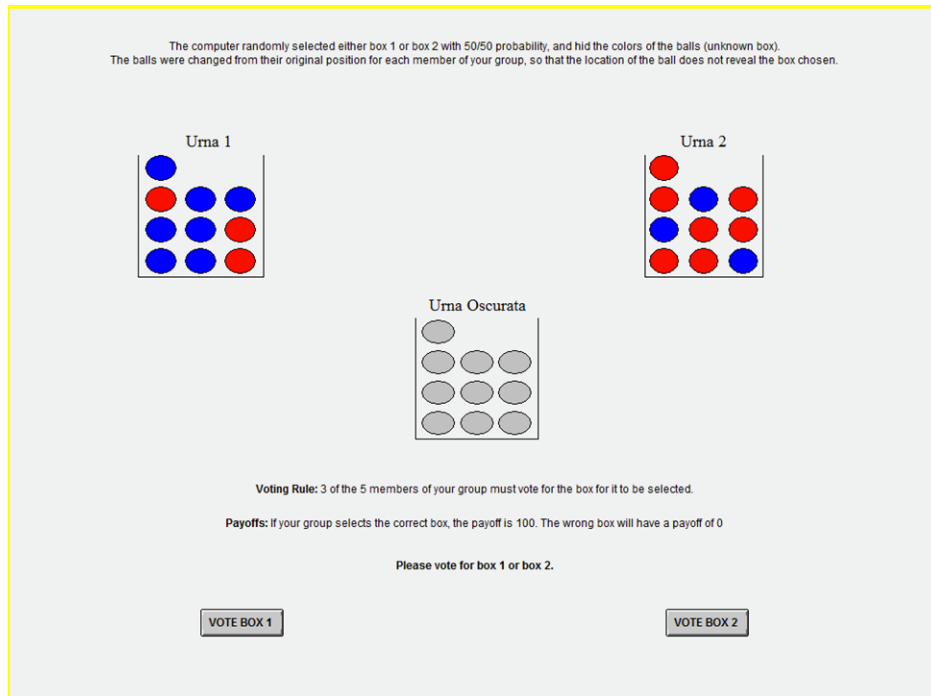 The computer randomly selected either box 1 or box 2 with 50/50 probability, and hid the colors of the balls (unknown box).
The balls were changed from their original position for each member of your group, so that the location of the ball does not reveal the box chosen.
Urna 1
Urna 2
Urna Oscurata
Voting Rule: 3 of the 5 members of your group must vote for the box for it to be selected.
Payoffs: If your group selects the correct box, the payoff is 100. The wrong box will have a payoff of 0
Please vote for box 1 or box 2.
VOTE BOX 1
VOTE BOX 2